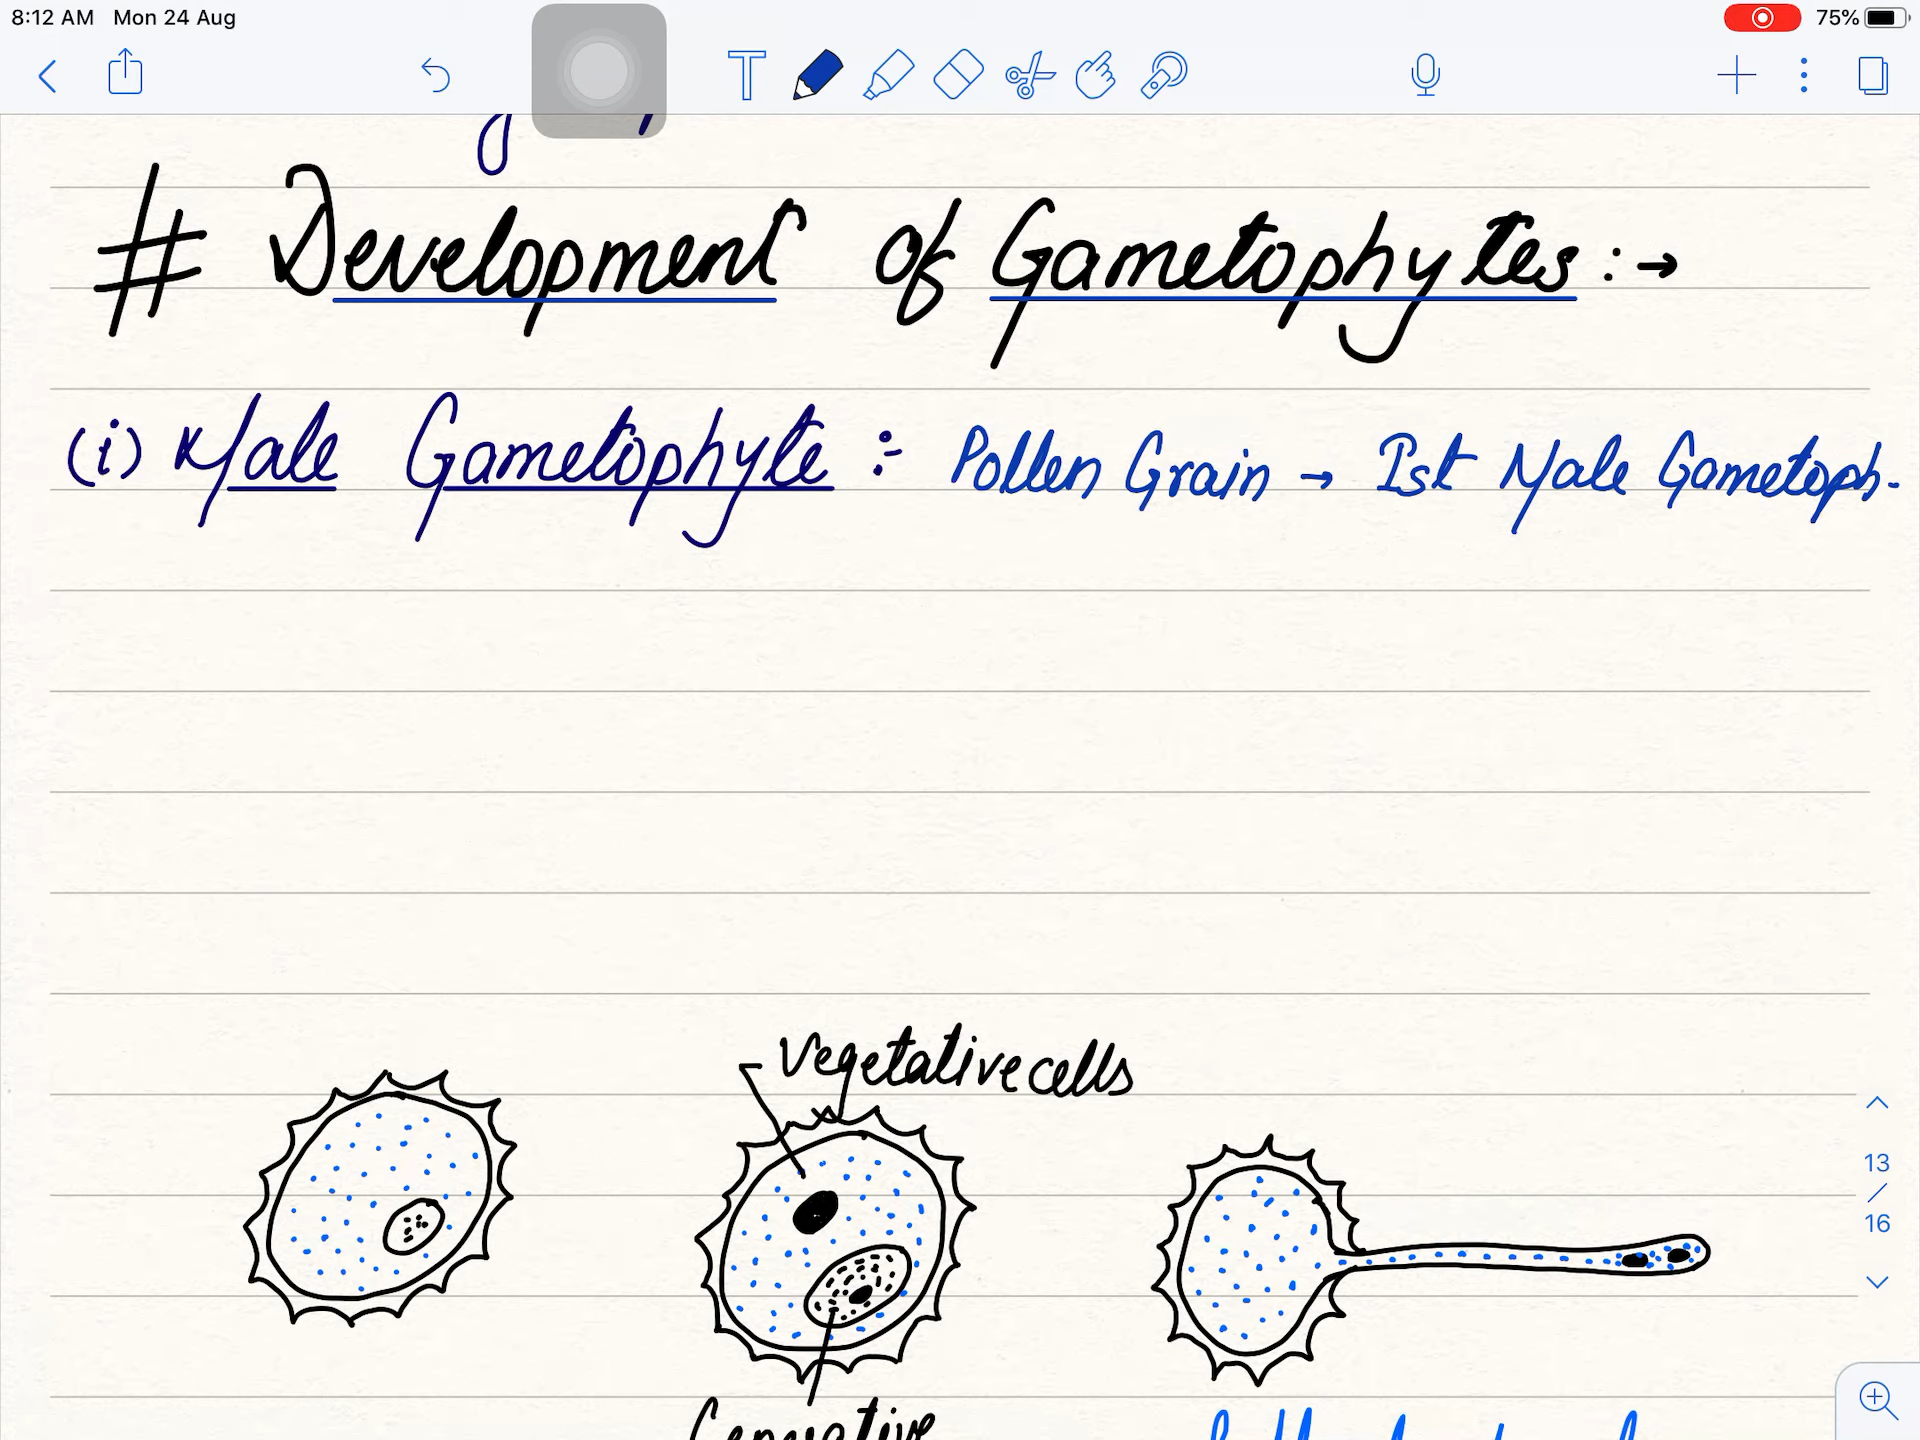 8:12 AM Mon 24 Aug
75%
# Development of Gametophytes :→
(i) Male Gametophyte :- Pollen Grain → Ist Male Gametoph.
Vegetative cells
13
/
16
Generative